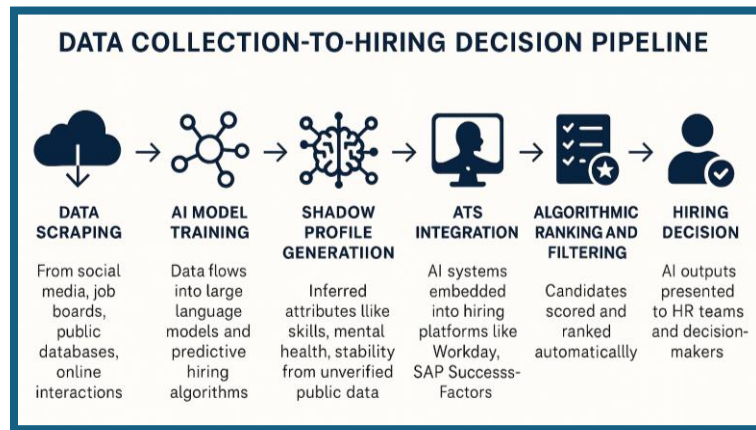 DATA COLLECTION-TO-HIRING DECISION PIPELINE
DATA
SCRAPING
From social
media, job
boards,
public
databases,
online
interactions
AI MODEL
TRAINING
Data flows
into large
language
models and
predictive
hiring
algorithms
SHADOW
PROFILE
GENERATIION
Inferred
attributes llike
skills, mental
health, stability
from unverified
public data
ATS
INTEGRATION
AI systems
embedded
into hiring
platforms like
Workday,
SAP Successs-
Factors
ALGORITHMIC
RANKING AND
FILTERING
Candidates
scored and
ranked
automaticallly
HIRING
DECISION
AI outputs
presented
to HR teams
and decision-
makers